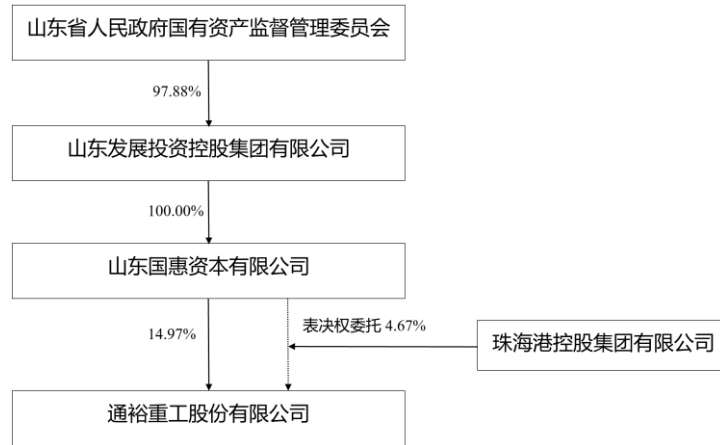 山东省人民政府国有资产监督管理委员会
97.88%
山东发展投资控股集团有限公司
100.00%
山东国惠资本有限公司
14.97%
表决权委托 4.67%
珠海港控股集团有限公司
通裕重工股份有限公司